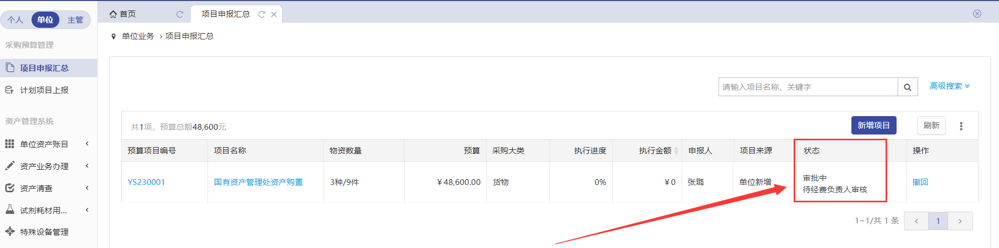 个人 单位 主管
首页
项目申报汇总
单位业务 › 项目申报汇总
采购预算管理
项目申报汇总
计划项目上报
资产管理系统
单位资产账目
资产业务办理
资产清查
试剂耗材用...
特殊设备管理
请输入项目名称、关键字
高级搜索
共1项，预算总额48,600元
新增项目 刷新
预算项目编号 项目名称 物资数量 预算 采购大类 执行进度 执行金额 申报人 项目来源 状态 操作
YS230001 国有资产管理处资产购置 3种/9件 ￥48,600.00 货物 0% ￥0 张璐 单位新增 审批中 撤回
待经费负责人审核
1~1/共 1 条 ‹ 1 ›